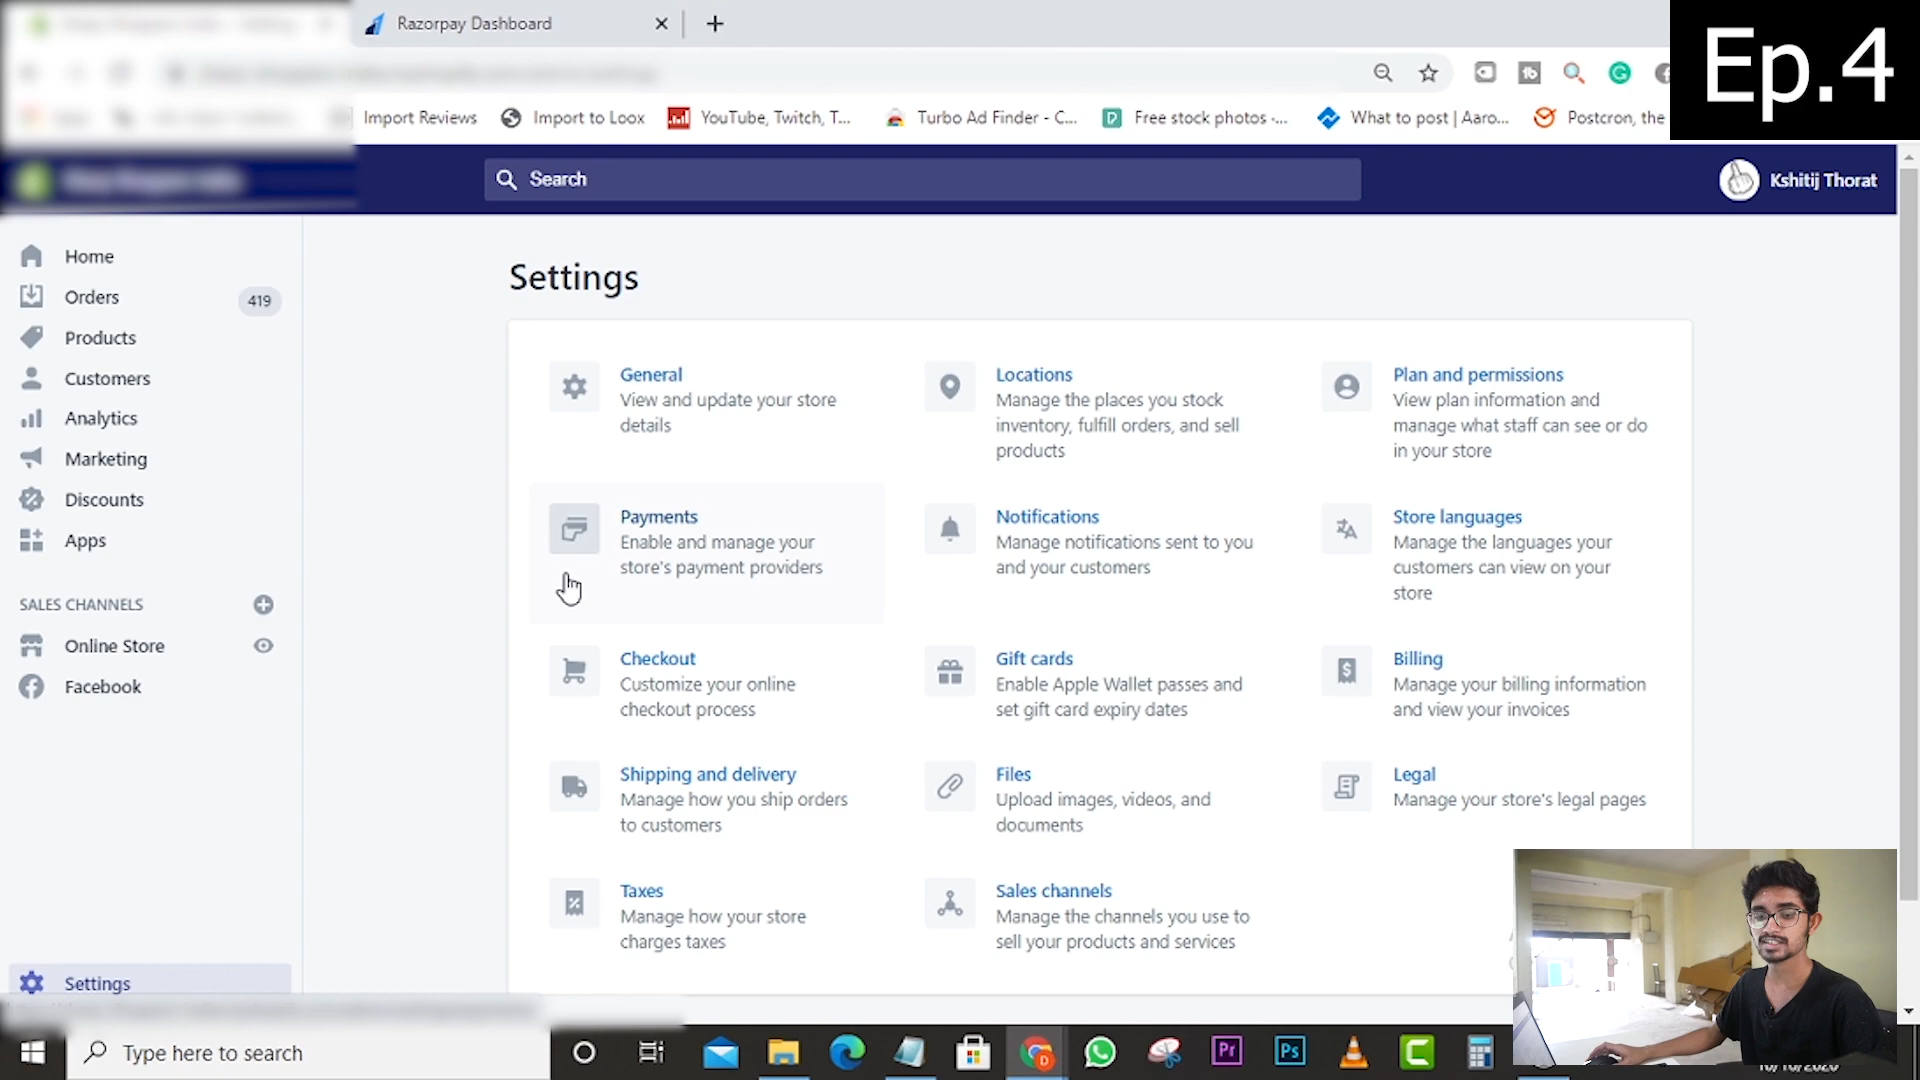 Razorpay Dashboard
Ep.4
Import Reviews
Import to Loox
YouTube, Twitch, T...
Turbo Ad Finder - C...
Free stock photos -...
What to post | Aaro...
Postcron, the
Search
Kshitij Thorat
Home
Orders
419
Products
Customers
Analytics
Marketing
Discounts
Apps
SALES CHANNELS
Online Store
Facebook
Settings
Settings
General
View and update your store
details
Locations
Manage the places you stock
inventory, fulfill orders, and sell
products
Plan and permissions
View plan information and
manage what staff can see or do
in your store
Payments
Enable and manage your
store's payment providers
Notifications
Manage notifications sent to you
and your customers
Store languages
Manage the languages your
customers can view on your
store
Checkout
Customize your online
checkout process
Gift cards
Enable Apple Wallet passes and
set gift card expiry dates
Billing
Manage your billing information
and view your invoices
Shipping and delivery
Manage how you ship orders
to customers
Files
Upload images, videos, and
documents
Legal
Manage your store's legal pages
Taxes
Manage how your store
charges taxes
Sales channels
Manage the channels you use to
sell your products and services
Type here to search
Pr
Ps